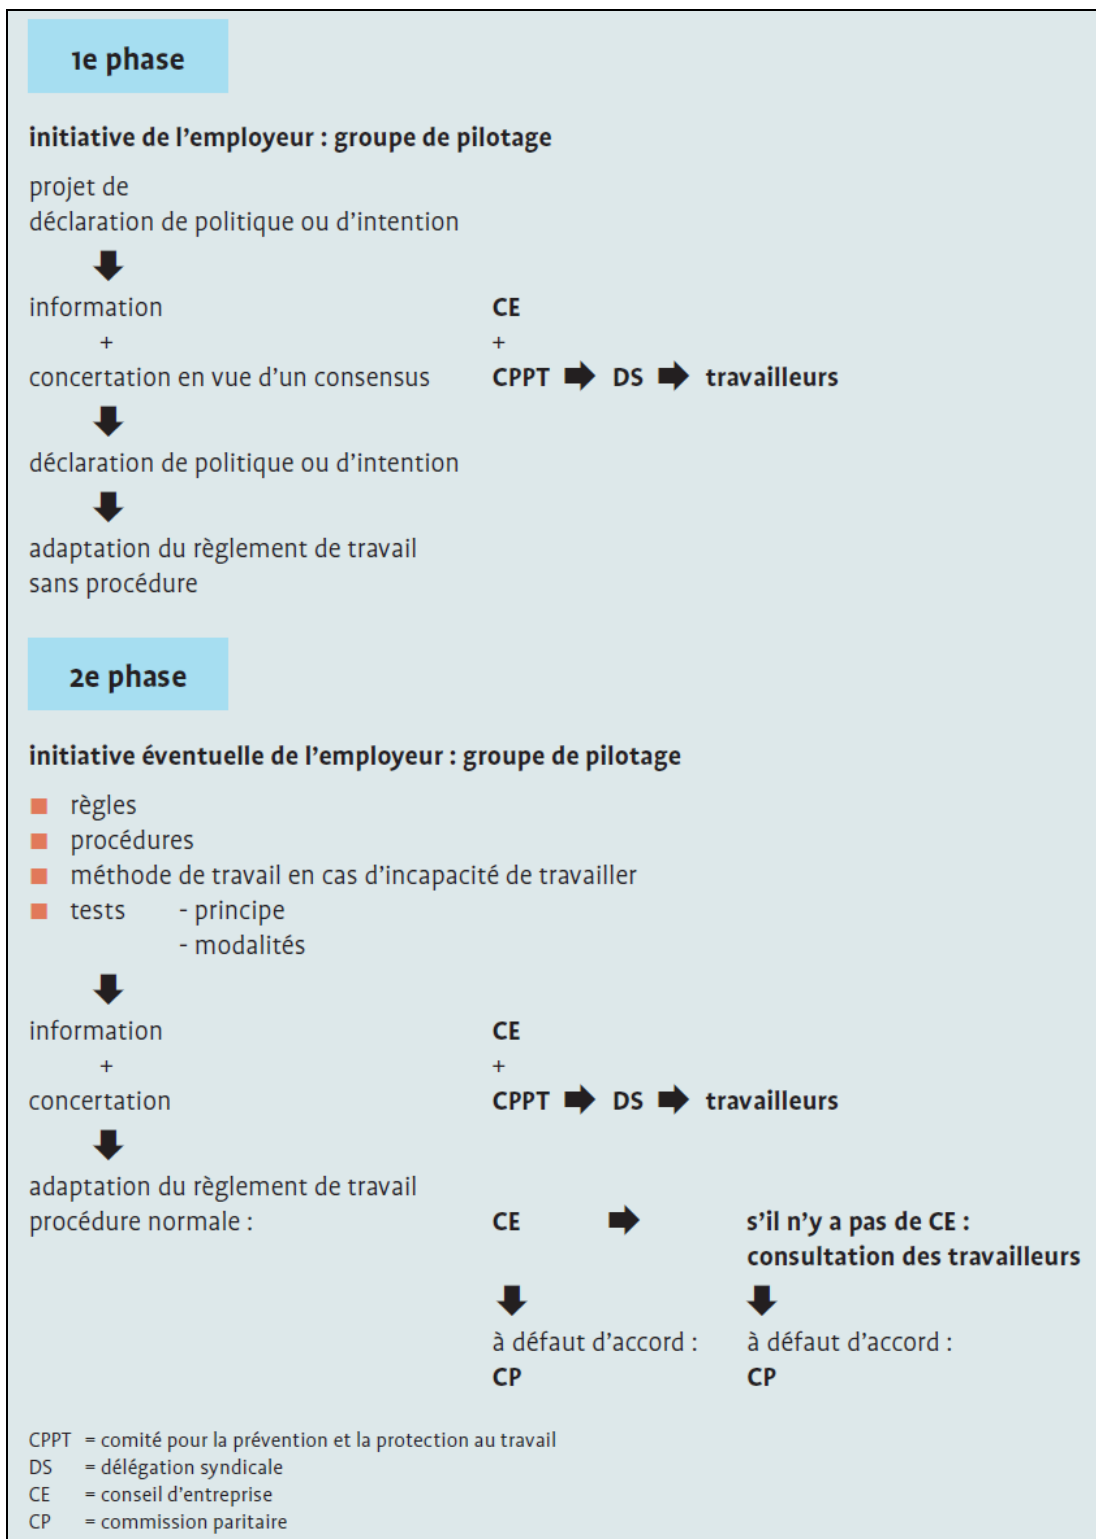 1e phase
initiative de l'employeur : groupe de pilotage
projet de
déclaration de politique ou d'intention
information CE
+ +
concertation en vue d'un consensus CPPT DS travailleurs
déclaration de politique ou d'intention
adaptation du règlement de travail
sans procédure
2e phase
initiative éventuelle de l'employeur : groupe de pilotage
règles
procédures
méthode de travail en cas d'incapacité de travailler
tests - principe
- modalités
information CE
+ +
concertation CPPT DS travailleurs
adaptation du règlement de travail
procédure normale : CE s'il n'y a pas de CE :
consultation des travailleurs
à défaut d'accord : à défaut d'accord :
CP CP
CPPT = comité pour la prévention et la protection au travail
DS = délégation syndicale
CE = conseil d'entreprise
CP = commission paritaire